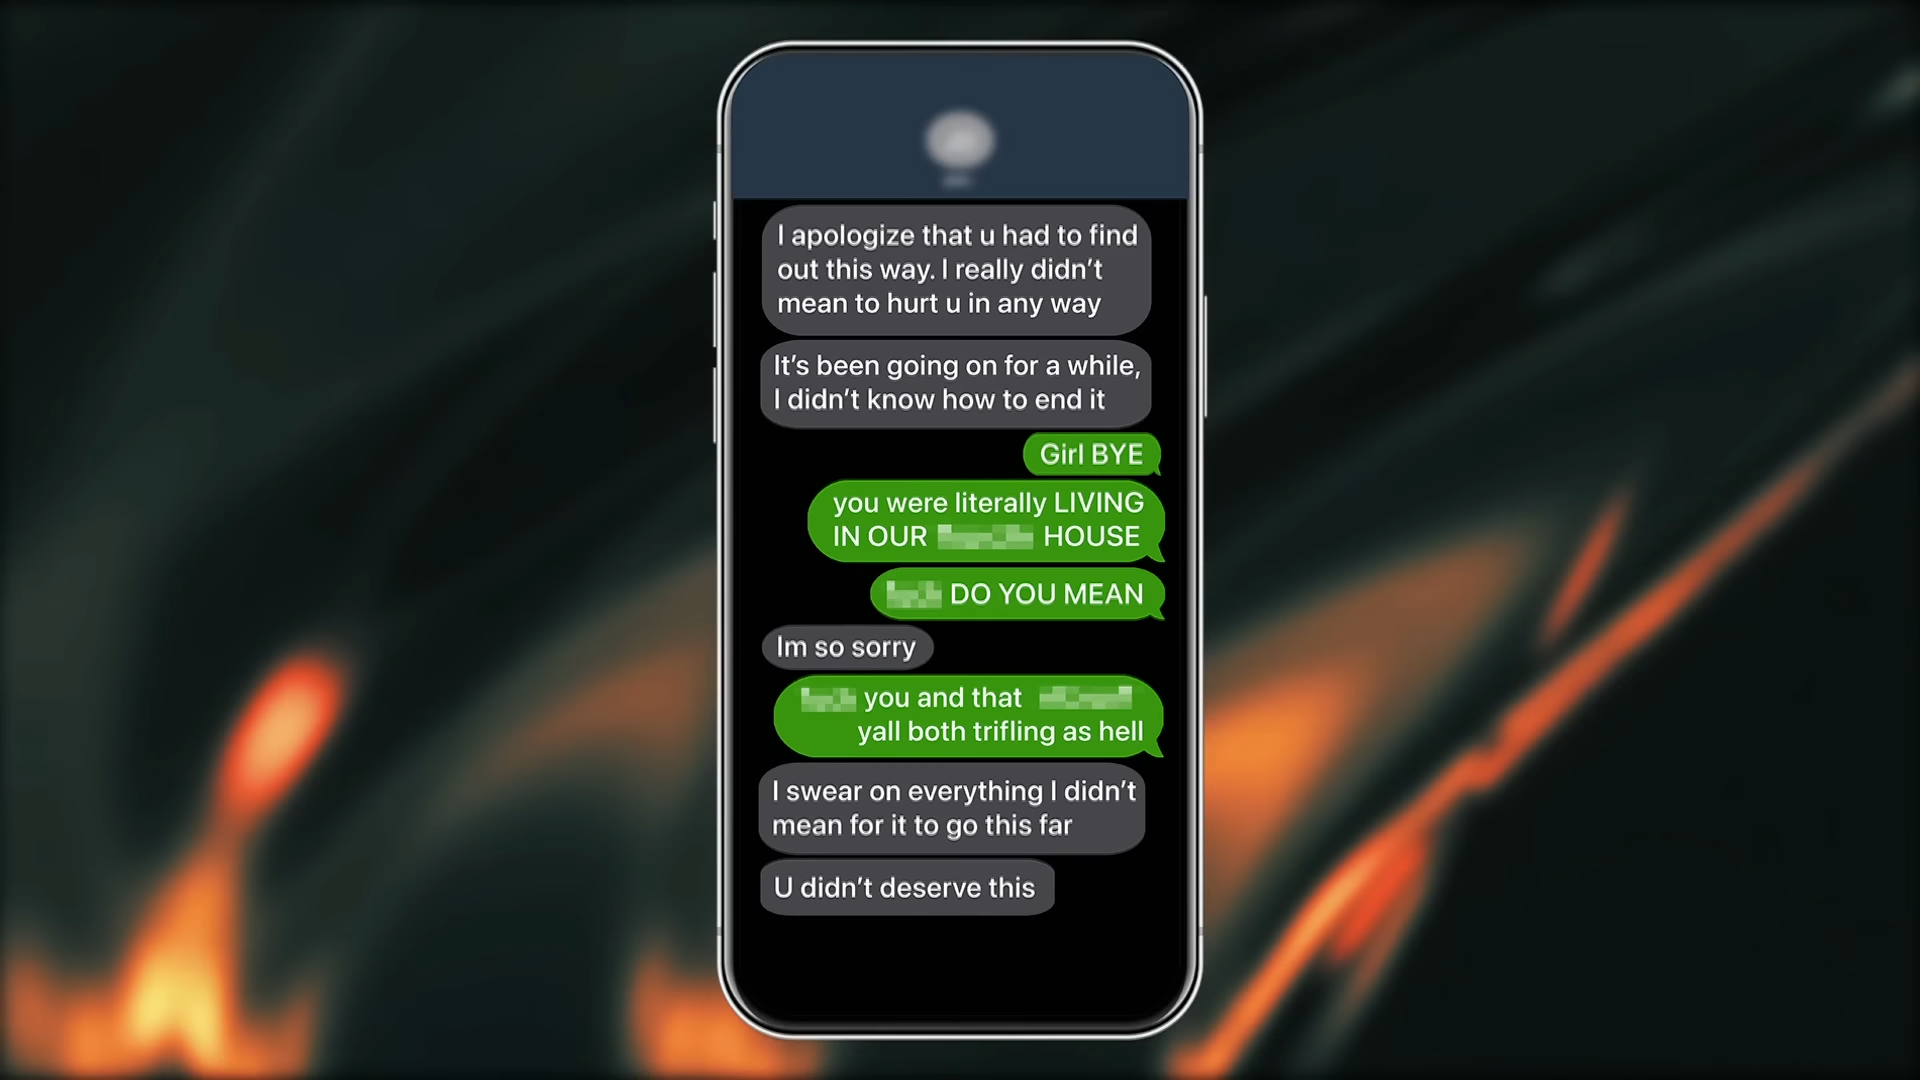 I apologize that u had to find
out this way. I really didn’t
mean to hurt u in any way
It’s been going on for a while,
I didn’t know how to end it
Girl BYE
you were literally LIVING
IN OUR HOUSE
DO YOU MEAN
Im so sorry
you and that
yall both trifling as hell
I swear on everything I didn’t
mean for it to go this far
U didn’t deserve this